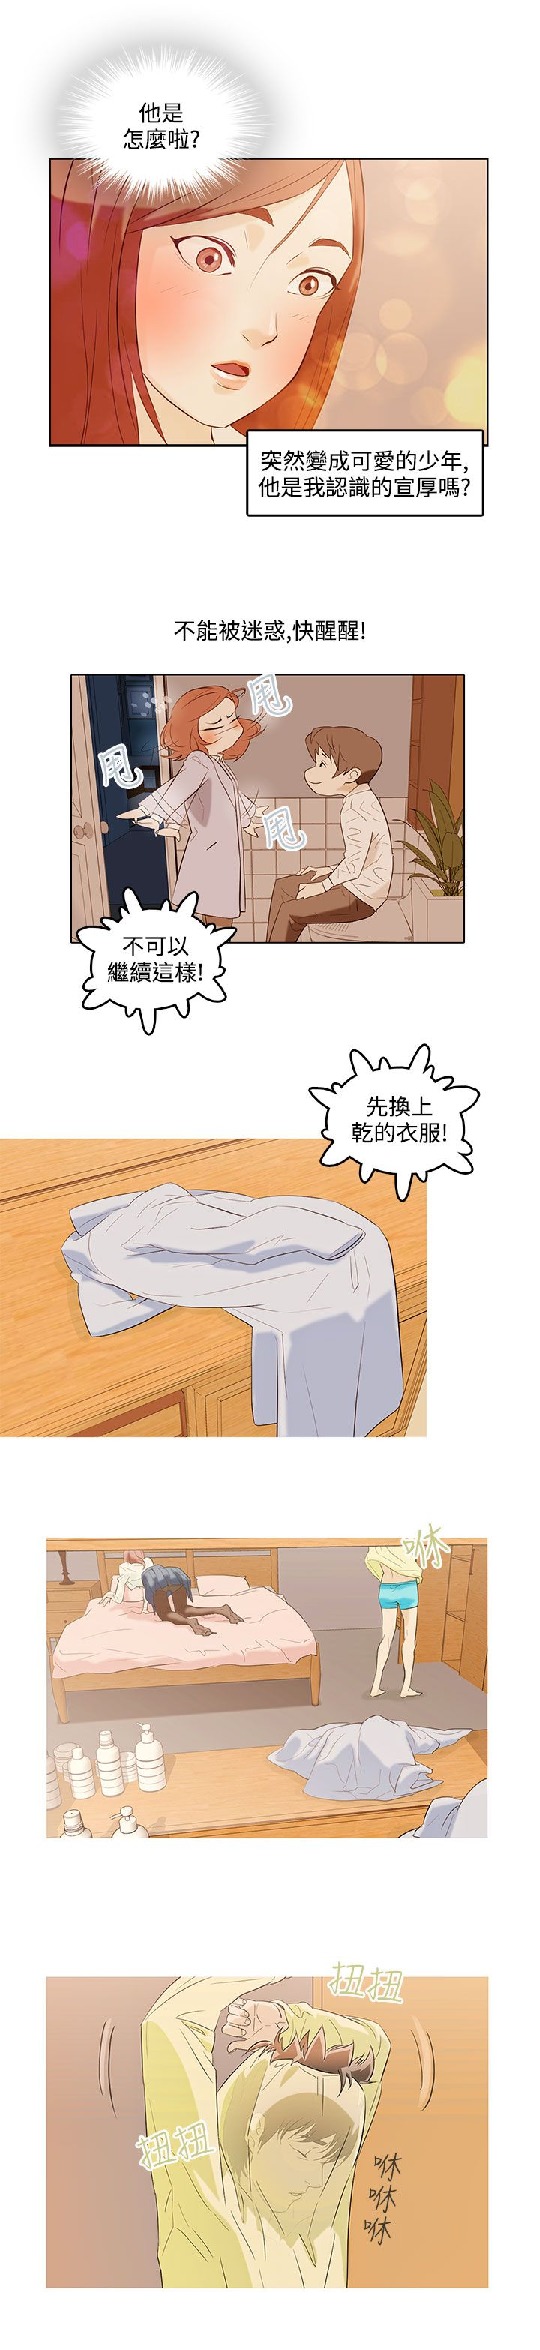 他是
怎麼啦?
突然變成可愛的少年,
他是我認識的宣厚嗎?
不能被迷惑,快醒醒!
甩
甩
甩
不可以
繼續這樣!
先換上
乾的衣服!
咻
扭扭
扭扭
咻
咻
咻